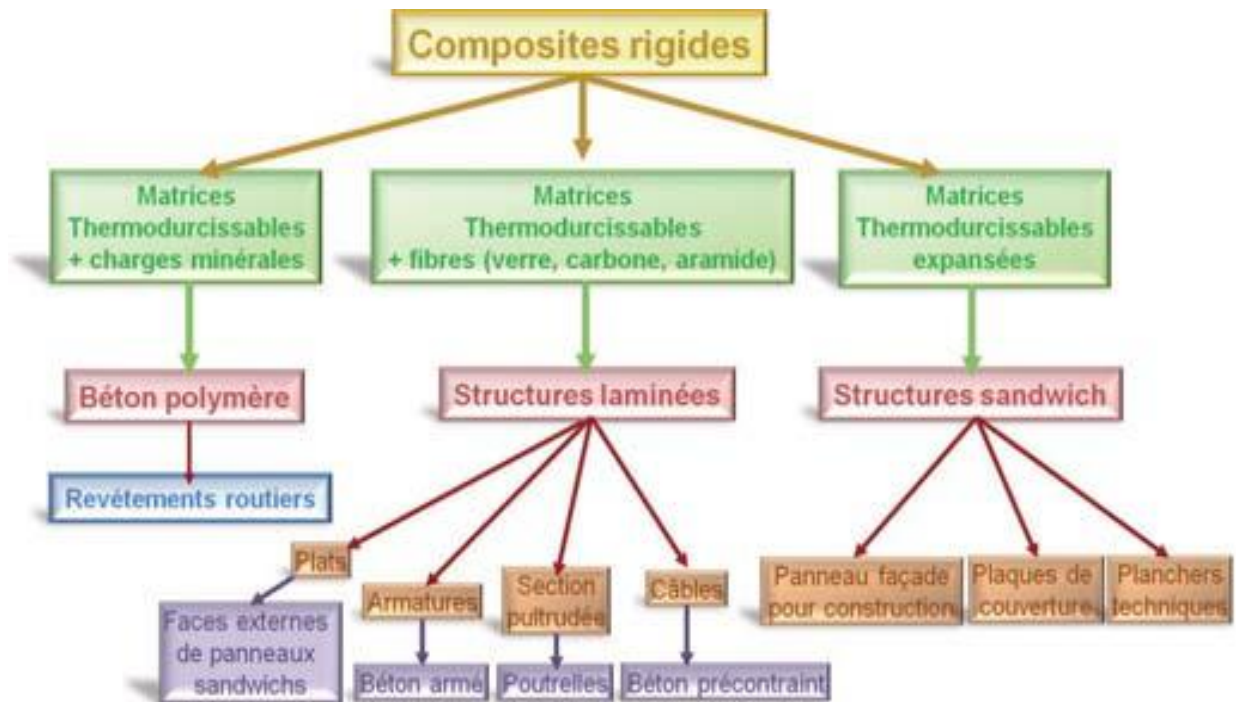 Composites rigides
Matrices
Thermodurcissables
+ charges minérales
Matrices
Thermodurcissables
+ fibres (verre, carbone, aramide)
Matrices
Thermodurcissables
expansées
Béton polymère
Structures laminées
Structures sandwich
Revêtements routiers
Plats
Armatures
Section
pultrudée
Câbles
Panneau façade
pour construction
Plaques de
couverture
Planchers
techniques
Faces externes
de panneaux
sandwichs
Béton armé
Poutrelles
Béton précontraint